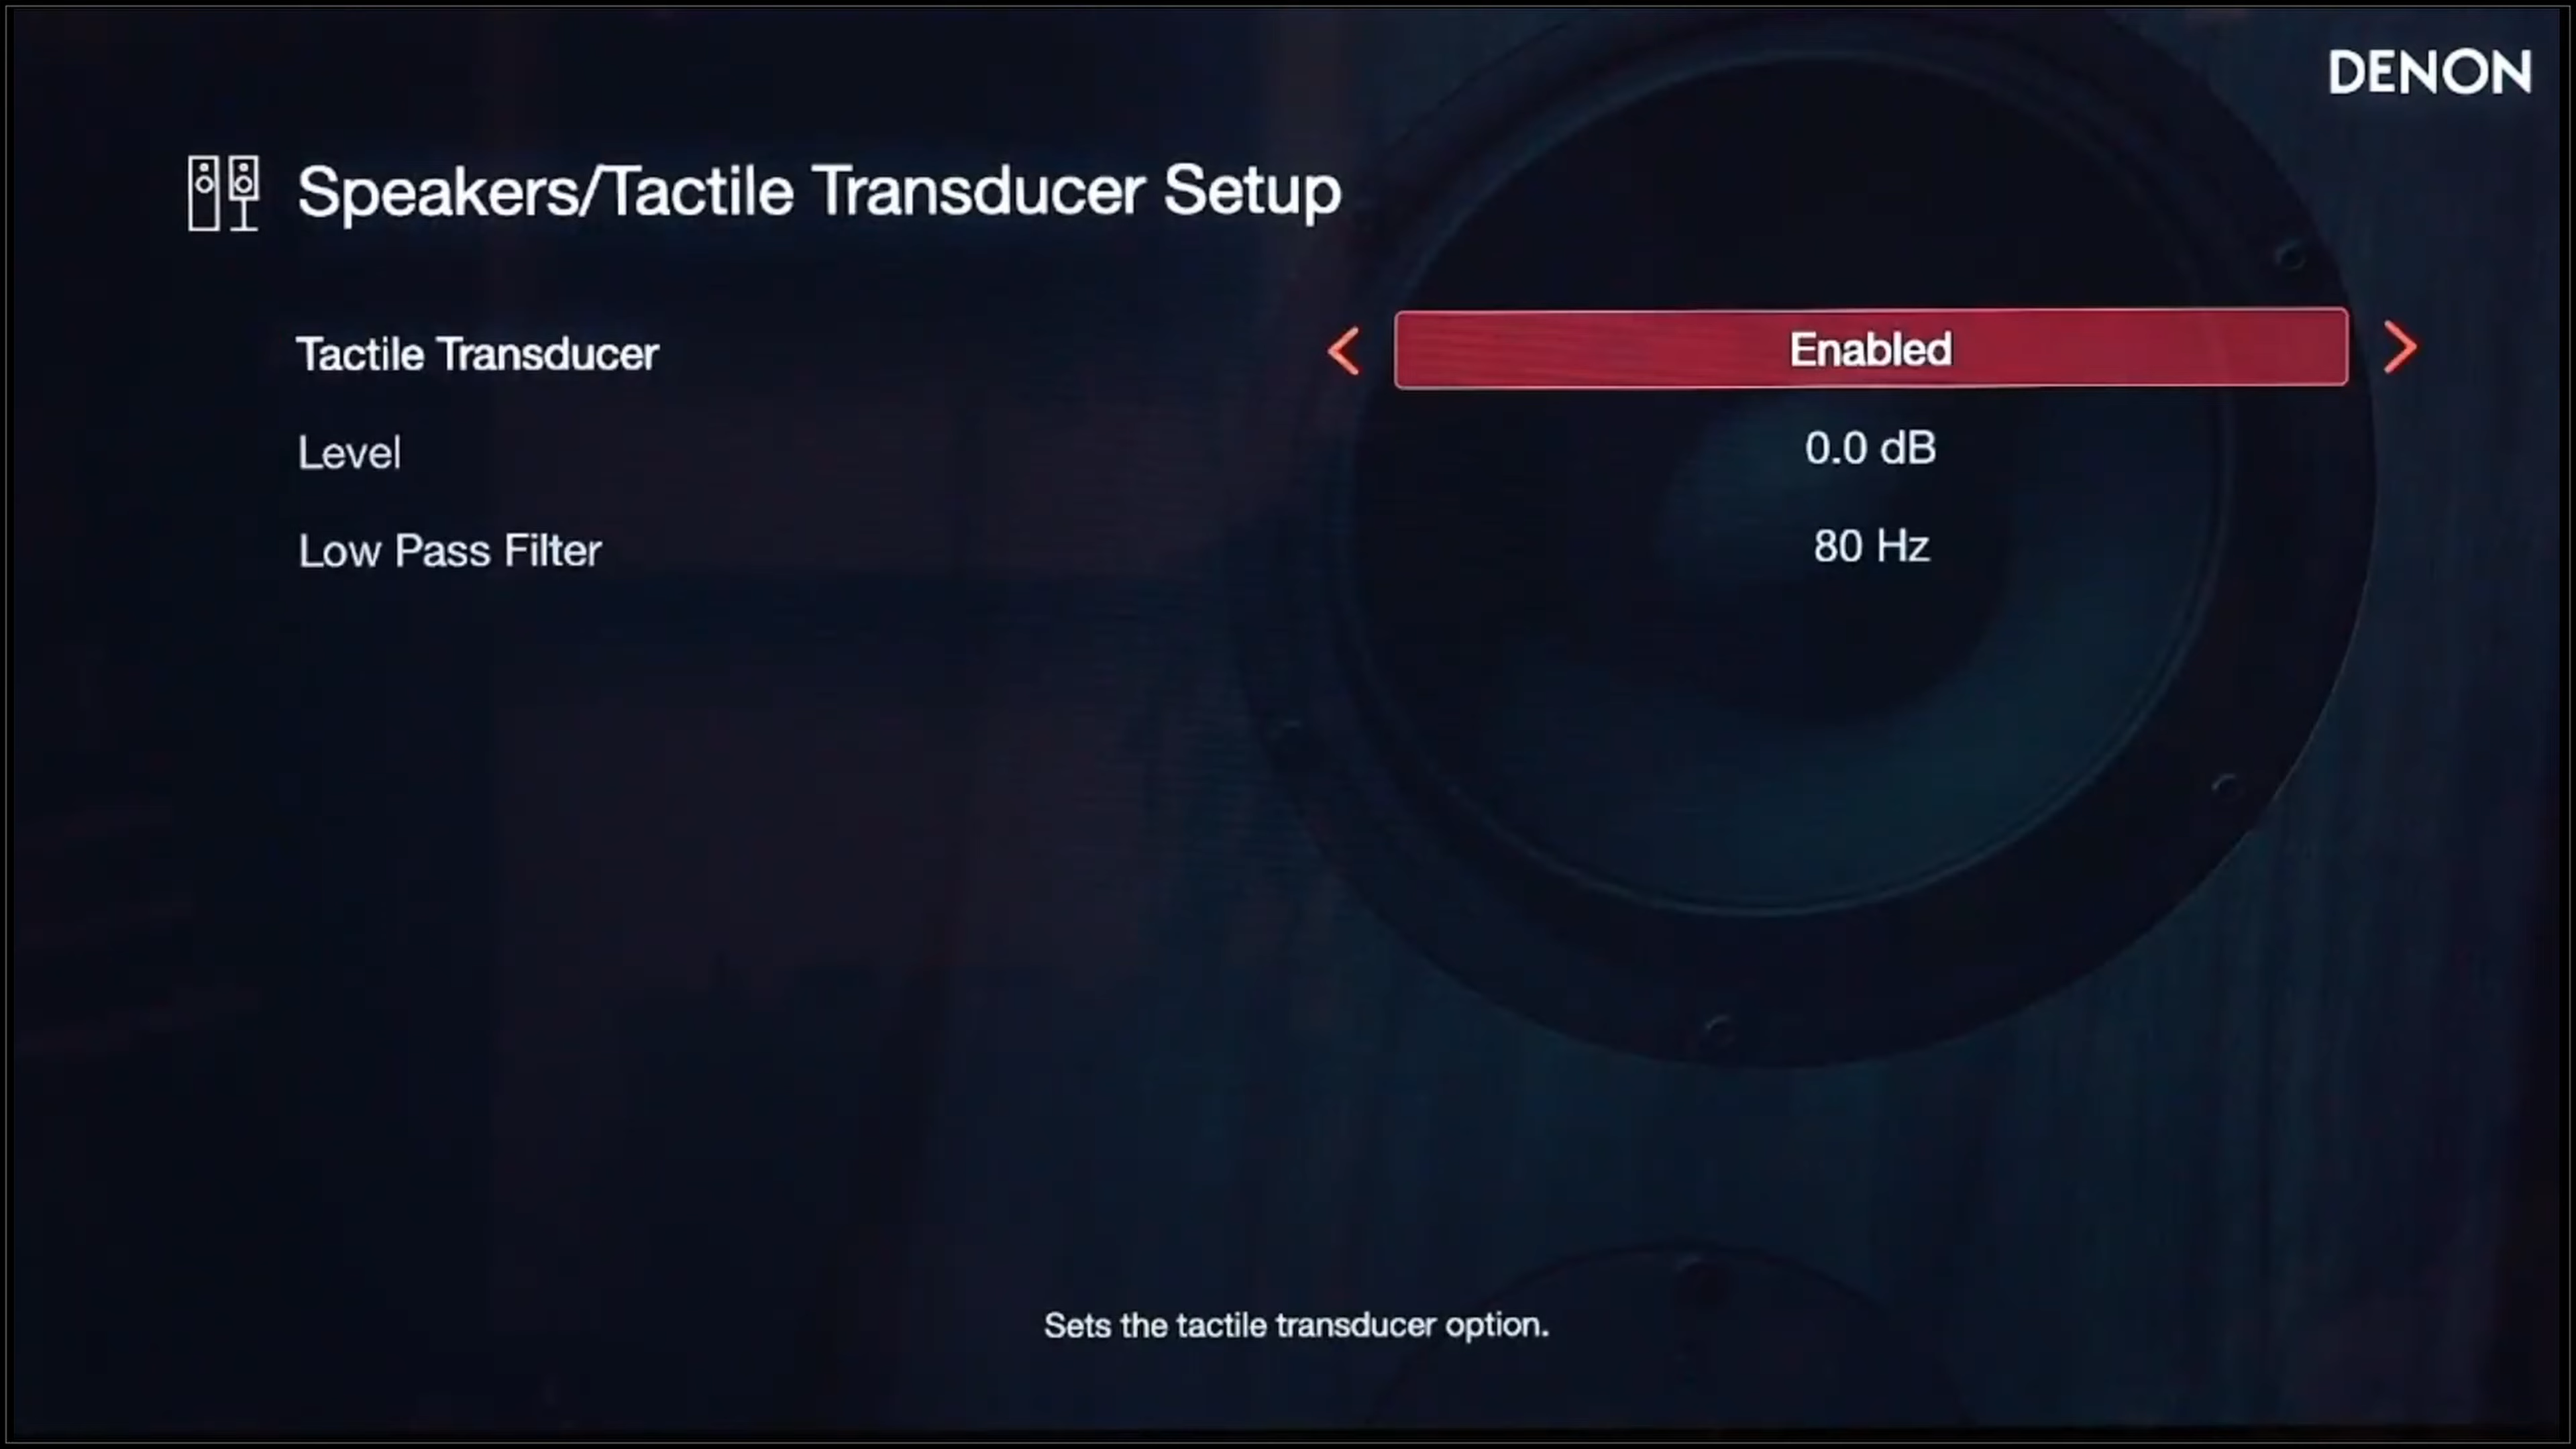 DENON
Speakers/Tactile Transducer Setup
Tactile Transducer < Enabled >
Level 0.0 dB
Low Pass Filter 80 Hz
Sets the tactile transducer option.